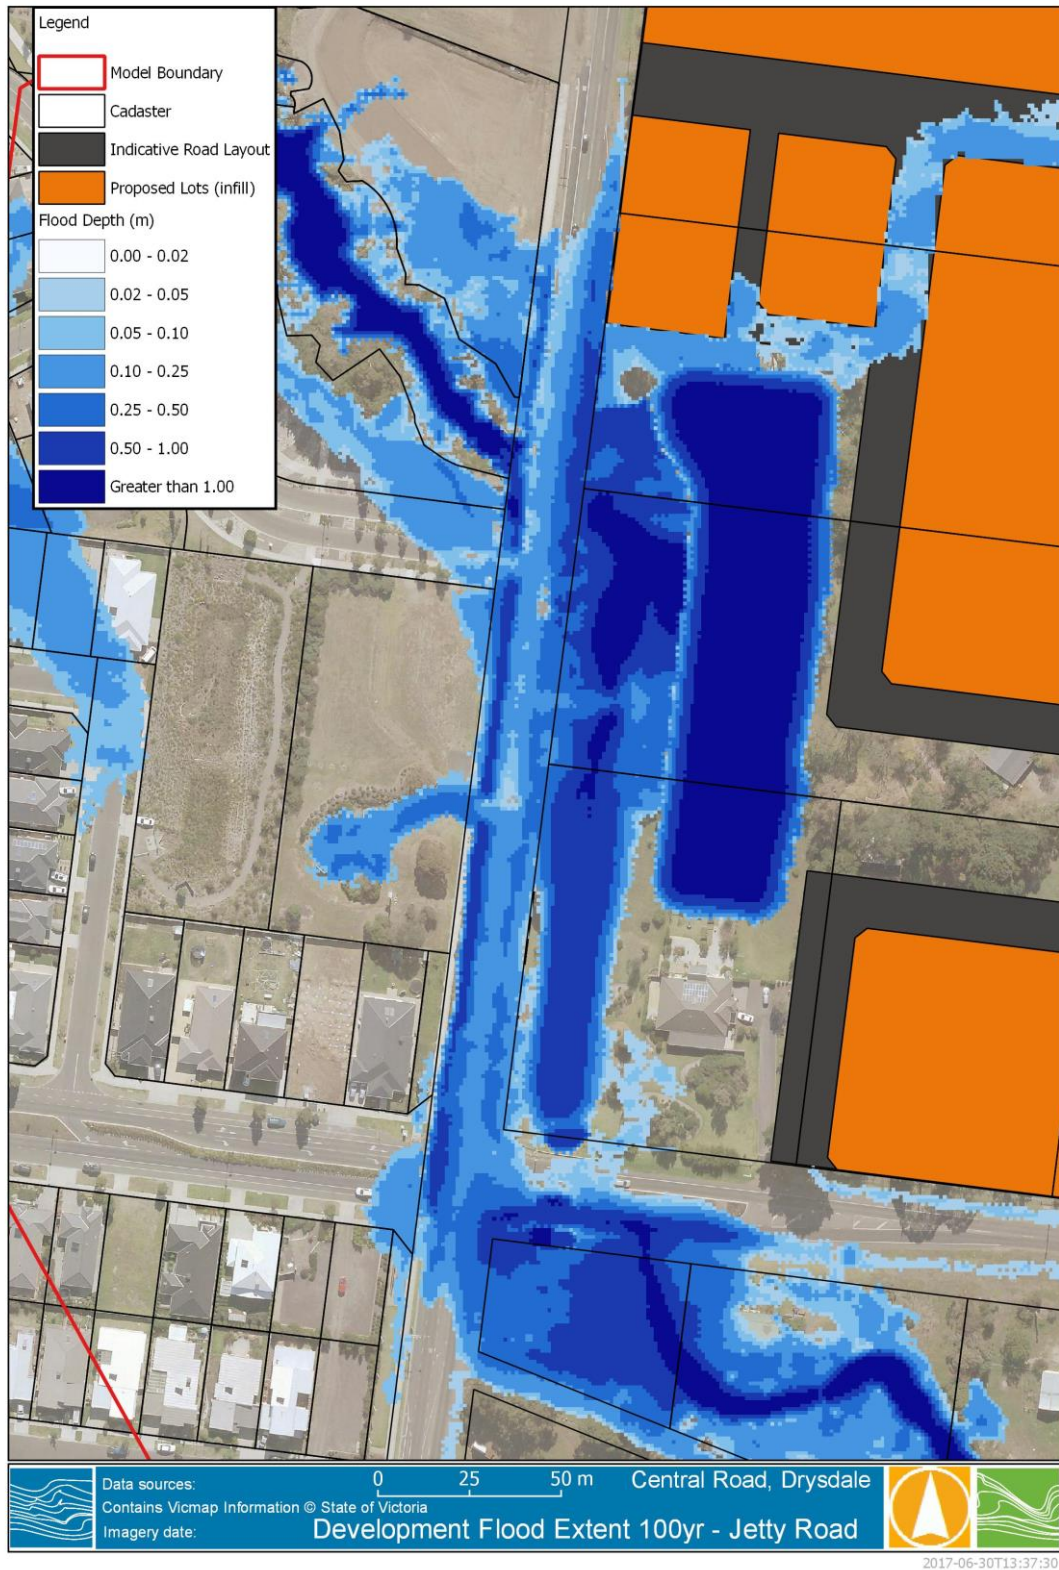 Legend
Model Boundary
Cadaster
Indicative Road Layout
Proposed Lots (infill)
Flood Depth (m)
0.00 - 0.02
0.02 - 0.05
0.05 - 0.10
0.10 - 0.25
0.25 - 0.50
0.50 - 1.00
Greater than 1.00
Data sources:
Contains Vicmap Information © State of Victoria
Imagery date:
0 25 50 m
Central Road, Drysdale
Development Flood Extent 100yr - Jetty Road
2017-06-30T13:37:30